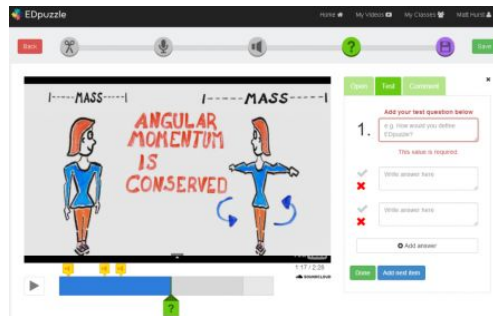 EDpuzzle
Home My Videos My Classes Matt Hurst
Back
?
Save
|-----MASS----| |----- MASS-----|
ANGULAR
MOMENTUM
IS
CONSERVED
1:17 / 2:28
SOUNDCLOUD
?
Open Test Comment
Add your test question below
1.
e.g. How would you define
EDpuzzle?
This value is required.
Write answer here
Write answer here
Add answer
Done Add next item